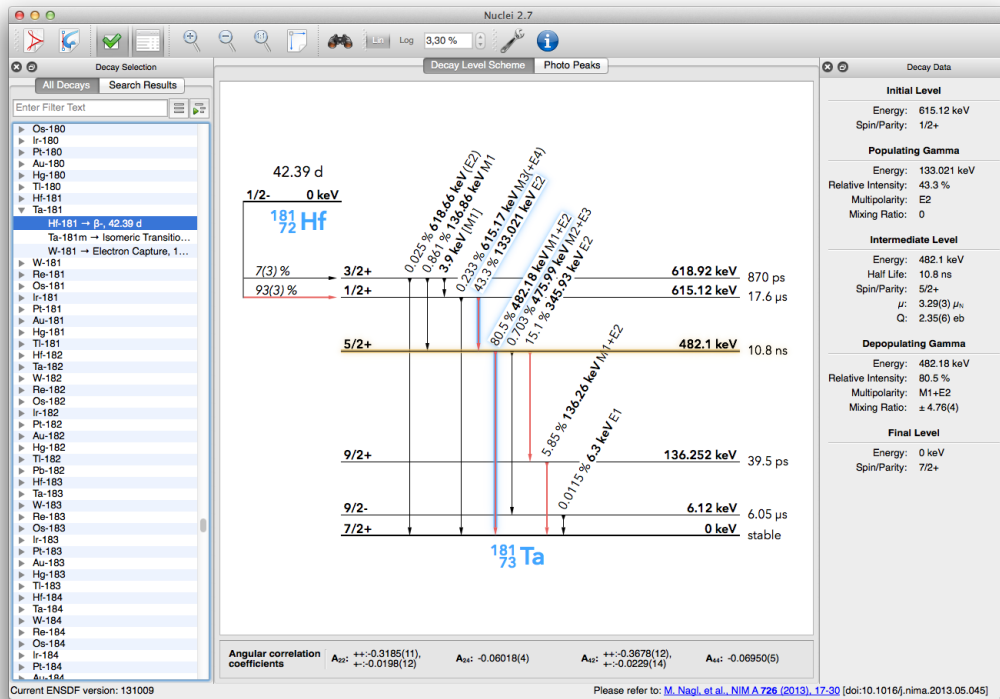 Nuclei 2.7
Lin Log 3,30 %
Decay Selection
All Decays Search Results
Enter Filter Text
Os-180
Ir-180
Pt-180
Au-180
Hg-180
Tl-180
Hf-181
Ta-181
Hf-181 → β-, 42.39 d
Ta-181m → Isomeric Transitio...
W-181 → Electron Capture, 1...
W-181
Re-181
Os-181
Ir-181
Pt-181
Au-181
Hg-181
Tl-181
Hf-182
Ta-182
W-182
Re-182
Os-182
Ir-182
Pt-182
Au-182
Hg-182
Tl-182
Pb-182
Hf-183
Ta-183
W-183
Re-183
Os-183
Ir-183
Pt-183
Au-183
Hg-183
Tl-183
Hf-184
Ta-184
W-184
Re-184
Os-184
Ir-184
Pt-184
Au-184
Decay Level Scheme Photo Peaks
42.39 d
1/2- 0 keV
181 72 Hf
0.025 % 618.66 keV (E2)
0.861 % 136.86 keV M1
3.9 keV [M1]
0.233 % 615.17 keV M3(+E4)
43.3 % 133.021 keV E2
7(3) % 3/2+ 618.92 keV 870 ps
93(3) % 1/2+ 615.12 keV 17.6 µs
80.5 % 482.18 keV M1+E2
0.703 % 475.99 keV M2+E3
15.1 % 345.93 keV E2
5/2+ 482.1 keV 10.8 ns
5.85 % 136.26 keV M1+E2
9/2+ 136.252 keV 39.5 ps
0.0115 % 6.3 keV E1
9/2- 6.12 keV 6.05 µs
7/2+ 0 keV stable
181 73 Ta
Angular correlation coefficients
A22: ++:-0.3185(11), +-:-0.0198(12)
A24: -0.06018(4)
A42: ++:-0.3678(12), +-:-0.0229(14)
A44: -0.06950(5)
Decay Data
Initial Level
Energy: 615.12 keV
Spin/Parity: 1/2+
Populating Gamma
Energy: 133.021 keV
Relative Intensity: 43.3 %
Multipolarity: E2
Mixing Ratio: 0
Intermediate Level
Energy: 482.1 keV
Half Life: 10.8 ns
Spin/Parity: 5/2+
µ: 3.29(3) µN
Q: 2.35(6) eb
Depopulating Gamma
Energy: 482.18 keV
Relative Intensity: 80.5 %
Multipolarity: M1+E2
Mixing Ratio: ± 4.76(4)
Final Level
Energy: 0 keV
Spin/Parity: 7/2+
Current ENSDF version: 131009
Please refer to: M. Nagl, et al., NIM A 726 (2013), 17-30 [doi:10.1016/j.nima.2013.05.045]